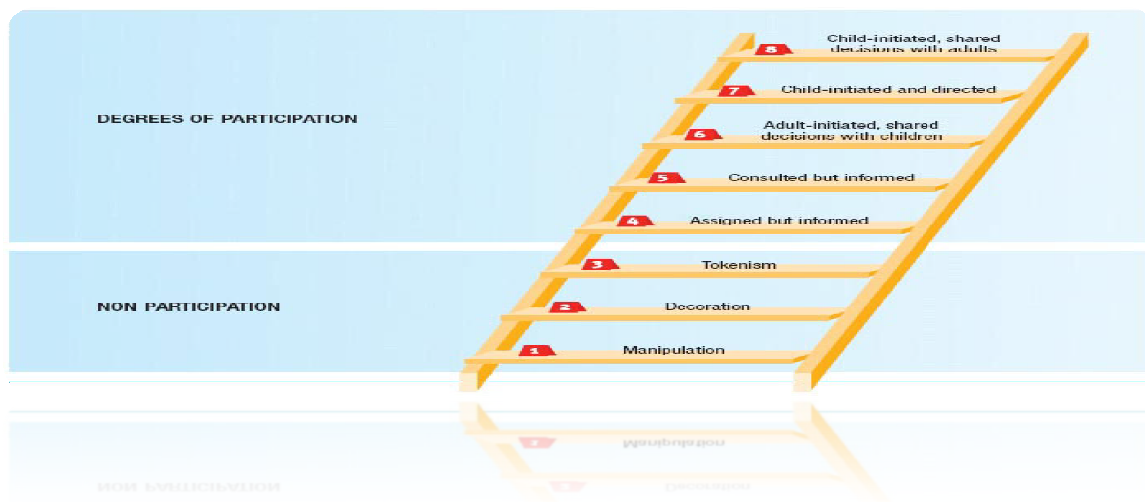 8 Child-initiated, shared
decisions with adults
7 Child-initiated and directed
DEGREES OF PARTICIPATION
6 Adult-initiated, shared
decisions with children
5 Consulted but informed
4 Assigned but informed
3 Tokenism
NON PARTICIPATION
2 Decoration
1 Manipulation